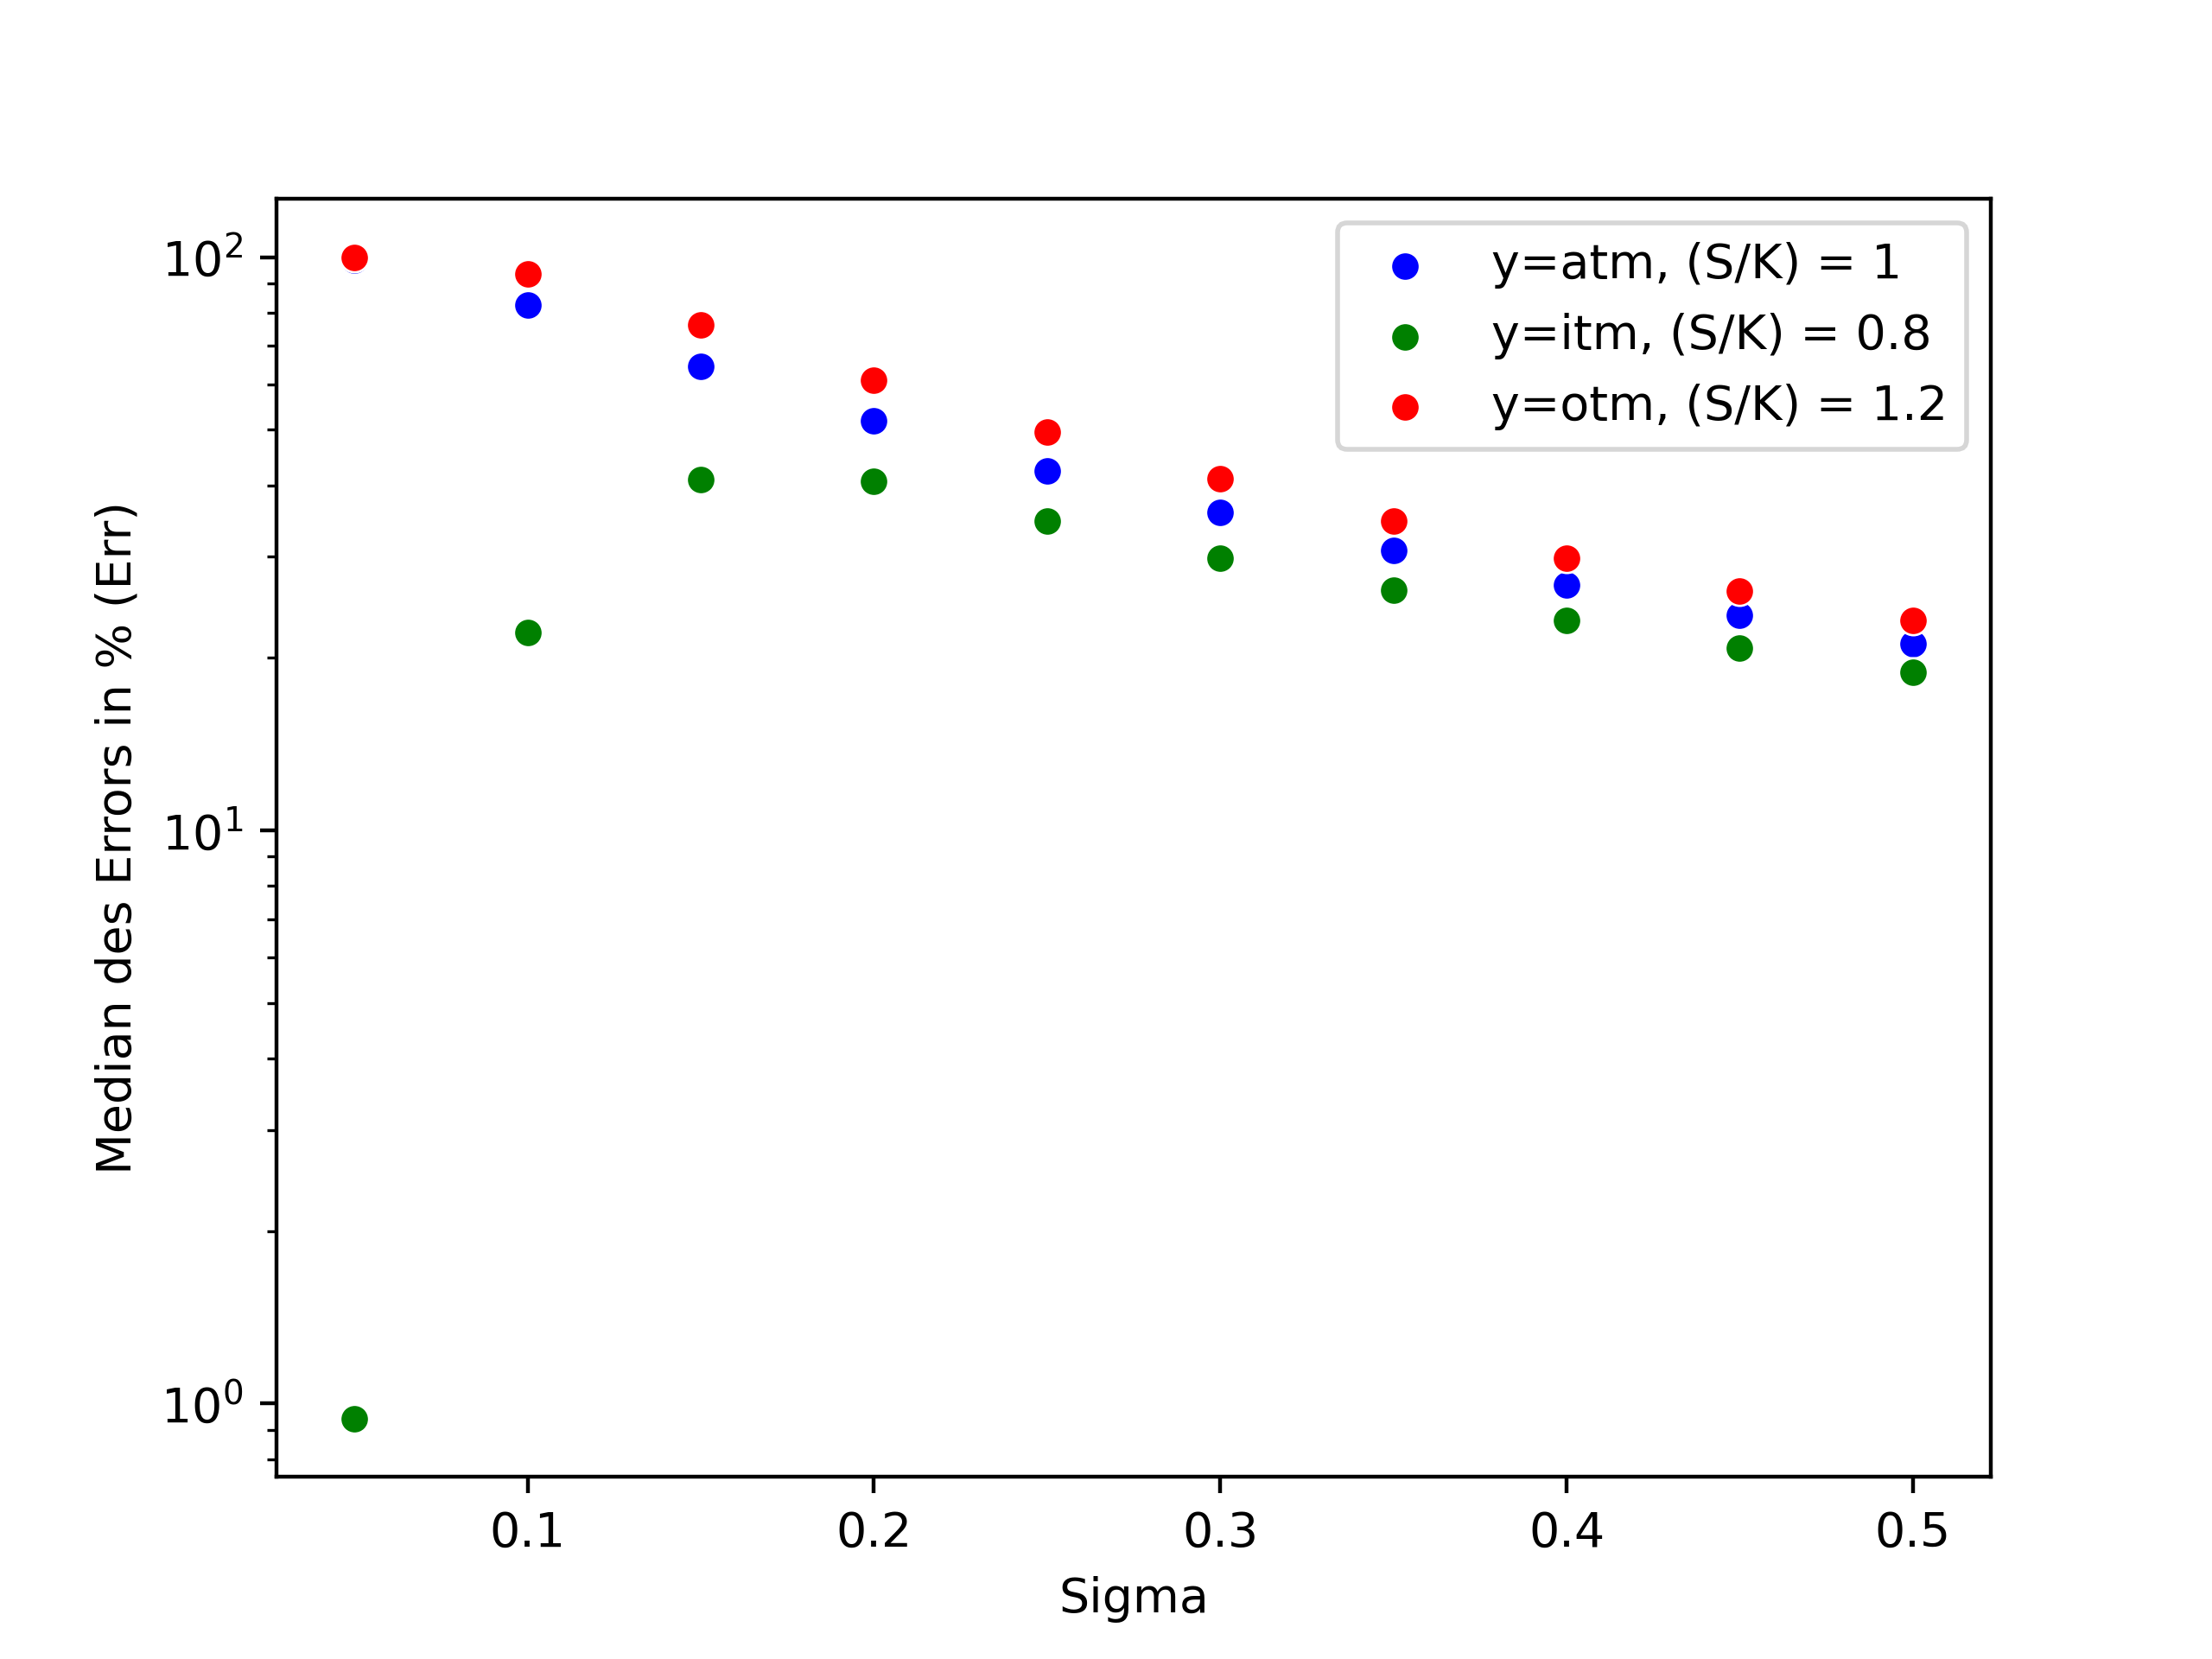 y=atm, (S/K) = 1
y=itm, (S/K) = 0.8
y=otm, (S/K) = 1.2
Median des Errors in % (Err)
10²
10¹
10⁰
0.1 0.2 0.3 0.4 0.5
Sigma